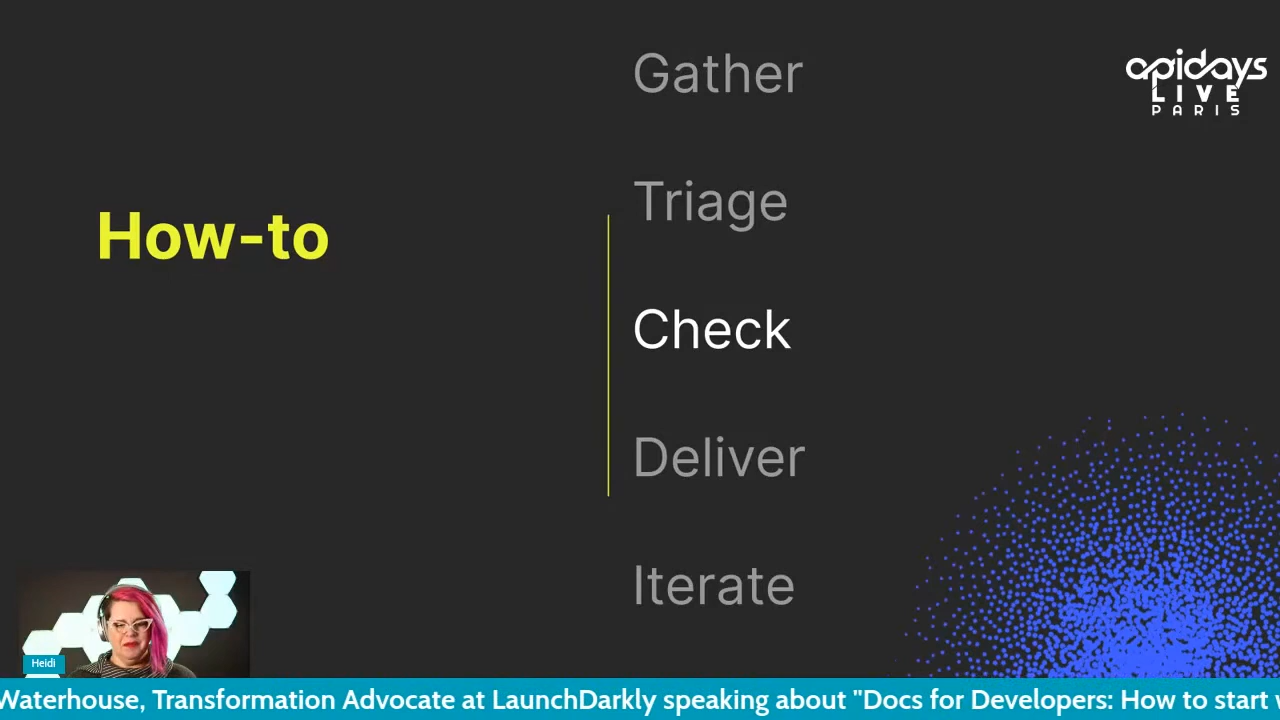 Gather
apidays
LIVE
PARIS
Triage
How-to
Check
Deliver
Iterate
Heidi
Waterhouse, Transformation Advocate at LaunchDarkly speaking about "Docs for Developers: How to start